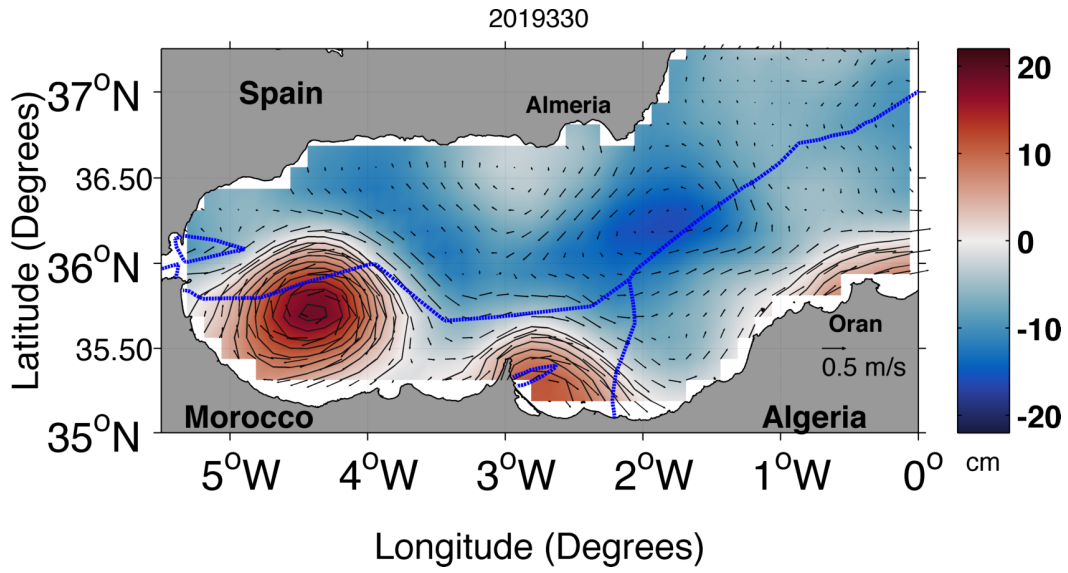 2019330
Latitude (Degrees)
37°N
36.50
36°N
35.50
35°N
Spain
Almeria
Oran
0.5 m/s
Morocco
Algeria
5°W
4°W
3°W
2°W
1°W
0°
Longitude (Degrees)
20
10
0
-10
-20
cm